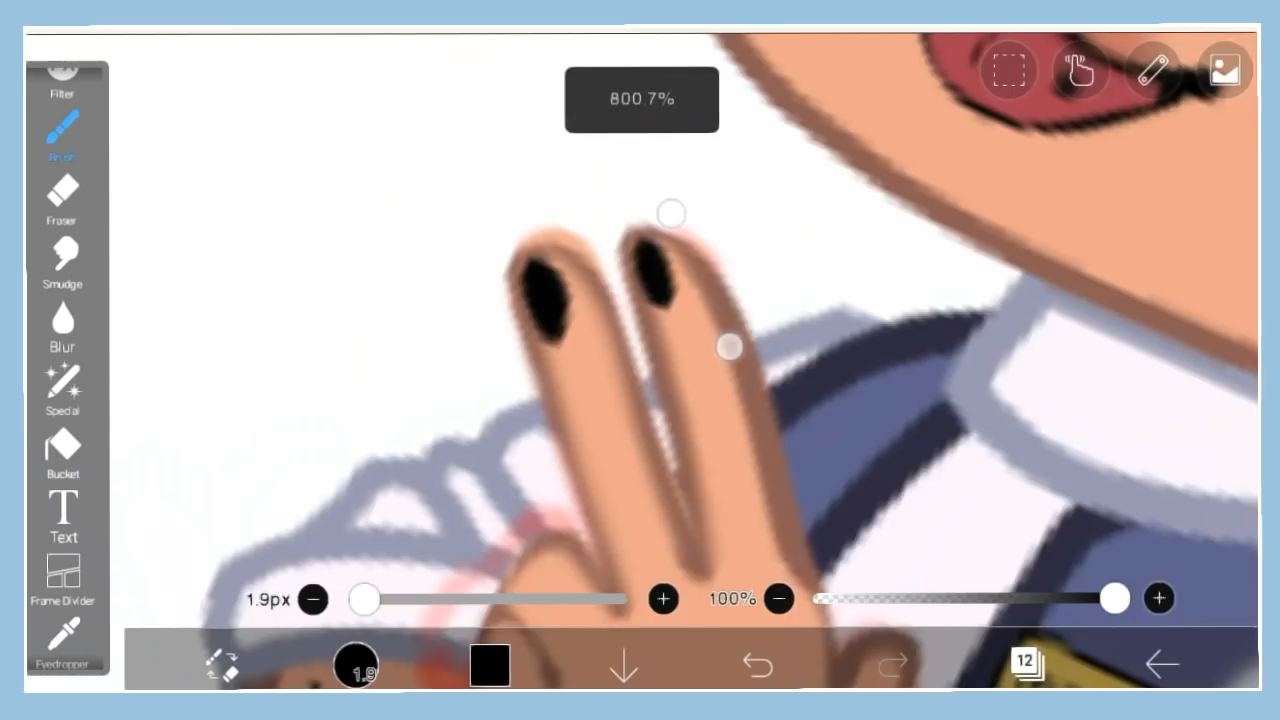 800.7%
Filter
Brush
Eraser
Smudge
Blur
Special
Bucket
T
Text
Frame Divider
Eyedropper
1.9px
100%
1.9
12